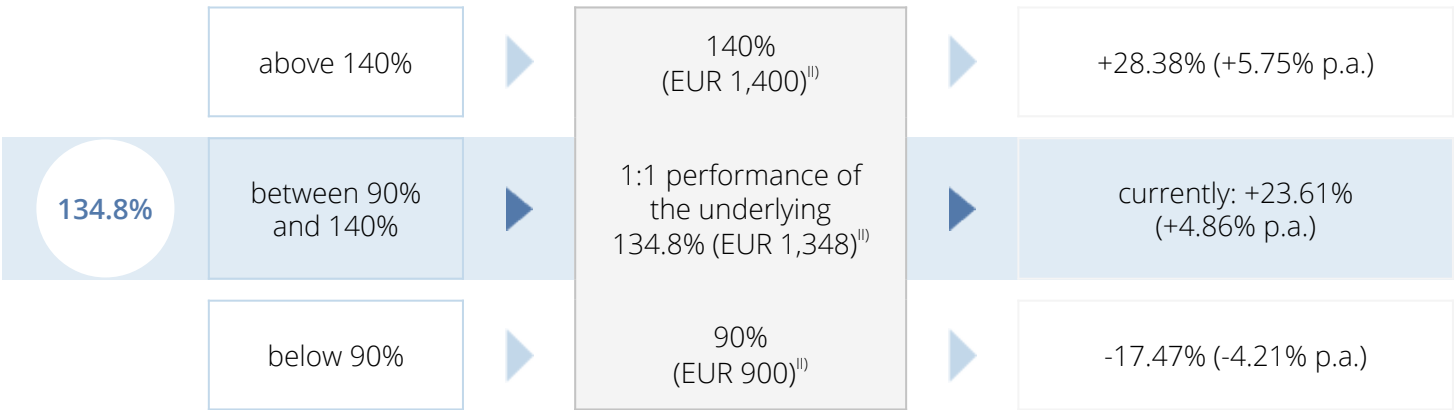 above 140%
140%
(EUR 1,400)II)
+28.38% (+5.75% p.a.)
134.8%
between 90%
and 140%
1:1 performance of
the underlying
134.8% (EUR 1,348)II)
currently: +23.61%
(+4.86% p.a.)
below 90%
90%
(EUR 900)II)
-17.47% (-4.21% p.a.)